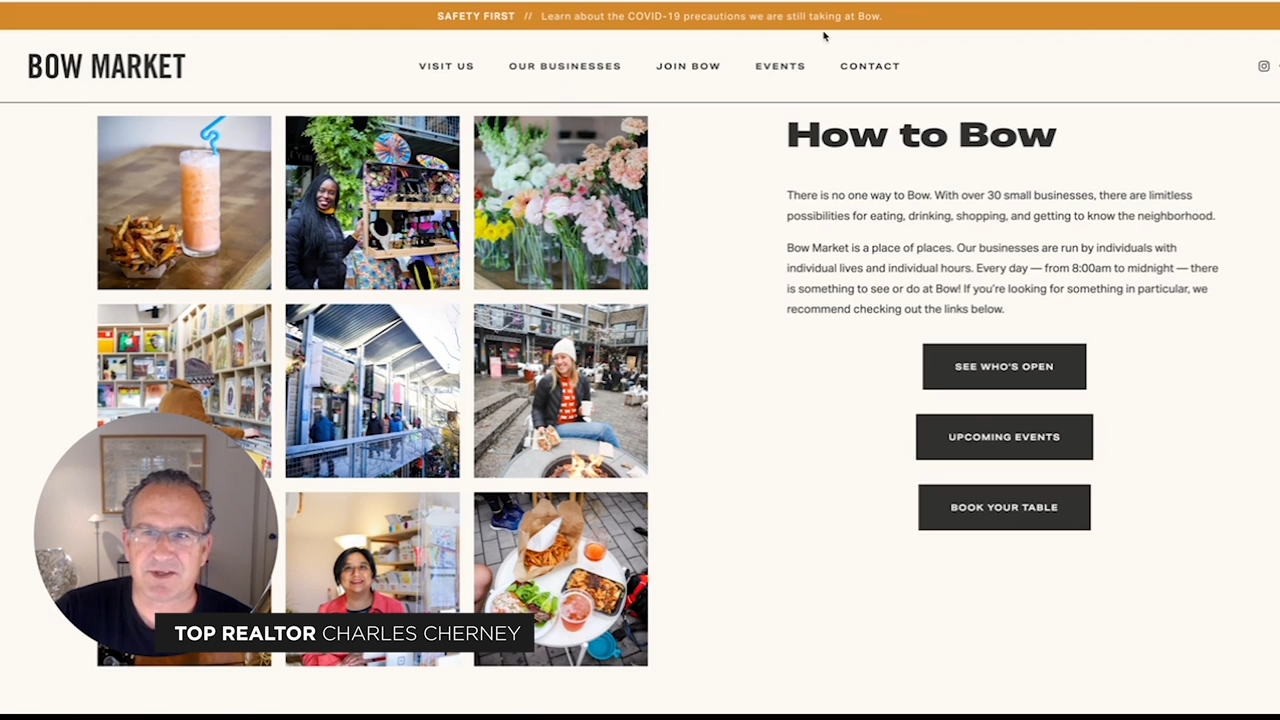 SAFETY FIRST // Learn about the COVID-19 precautions we are still taking at Bow.
BOW MARKET
VISIT US OUR BUSINESSES JOIN BOW EVENTS CONTACT
How to Bow
There is no one way to Bow. With over 30 small businesses, there are limitless
possibilities for eating, drinking, shopping, and getting to know the neighborhood.
Bow Market is a place of places. Our businesses are run by individuals with
individual lives and individual hours. Every day — from 8:00am to midnight — there
is something to see or do at Bow! If you're looking for something in particular, we
recommend checking out the links below.
SEE WHO'S OPEN
UPCOMING EVENTS
BOOK YOUR TABLE
TOP REALTOR CHARLES CHERNEY